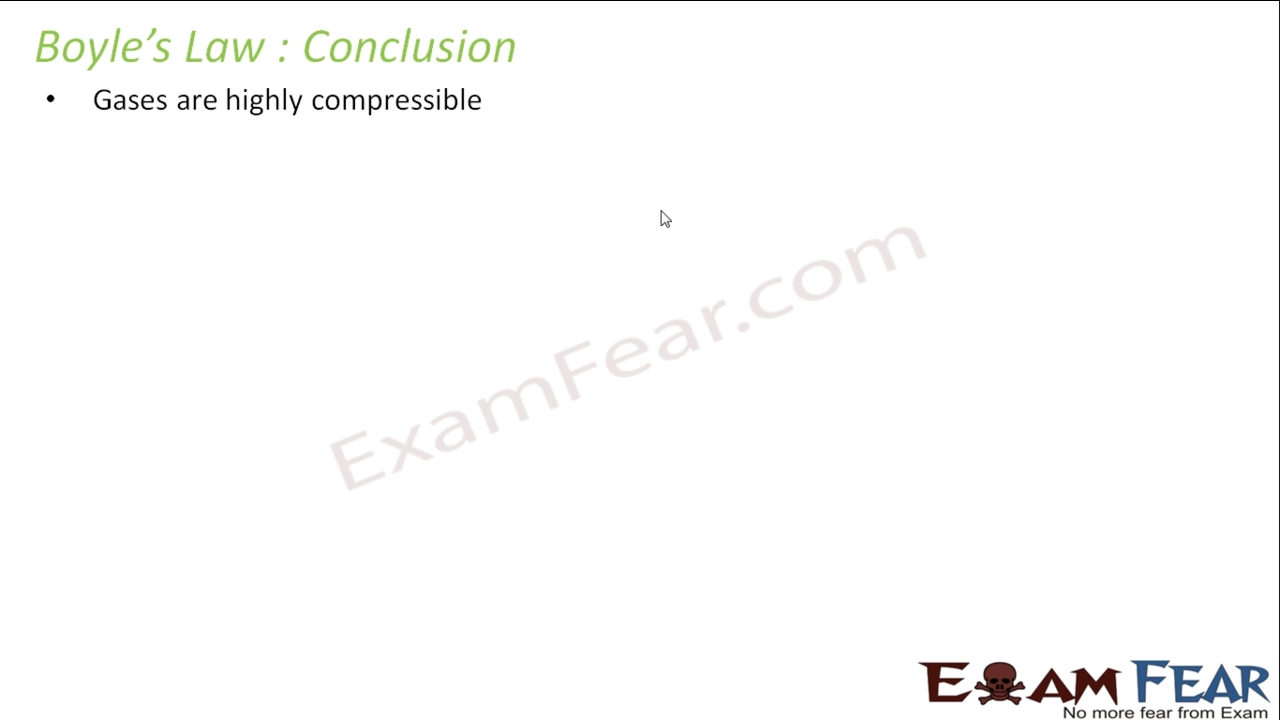 Boyle's Law : Conclusion
• Gases are highly compressible
ExamFear.com
EXAM FEAR
No more fear from Exam